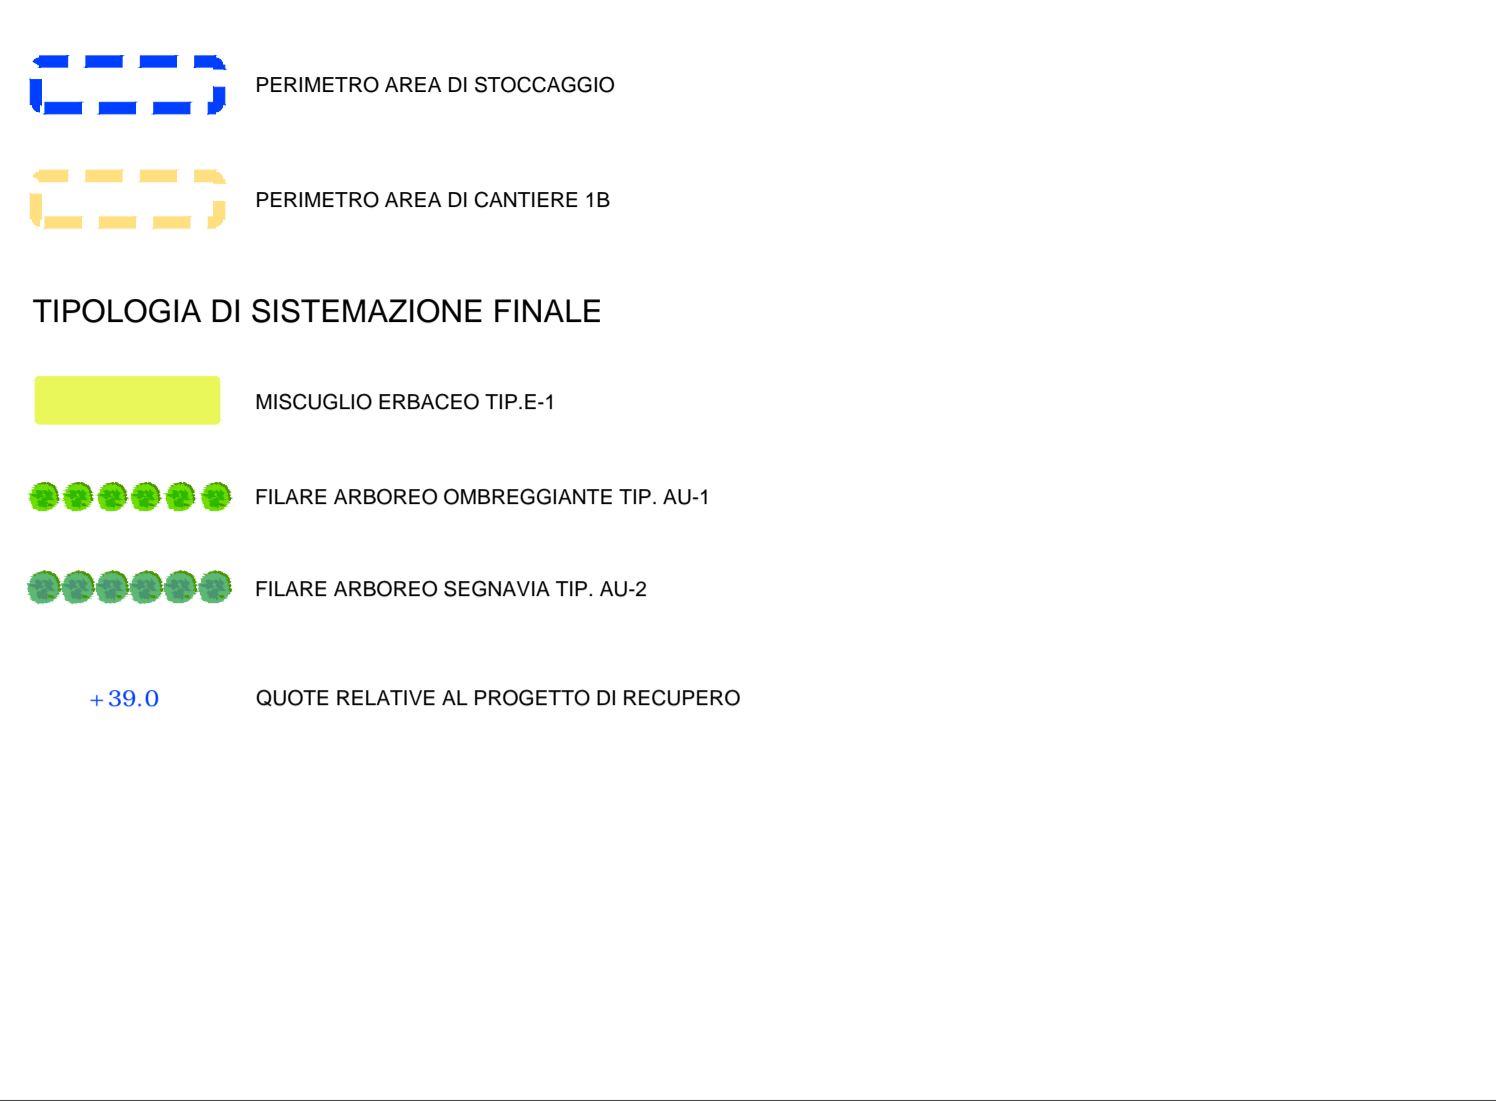 PERIMETRO AREA DI STOCCAGGIO
PERIMETRO AREA DI CANTIERE 1B
TIPOLOGIA DI SISTEMAZIONE FINALE
MISCUGLIO ERBACEO TIP.E-1
FILARE ARBOREO OMBREGGIANTE TIP. AU-1
FILARE ARBOREO SEGNAVIA TIP. AU-2
+39.0 QUOTE RELATIVE AL PROGETTO DI RECUPERO